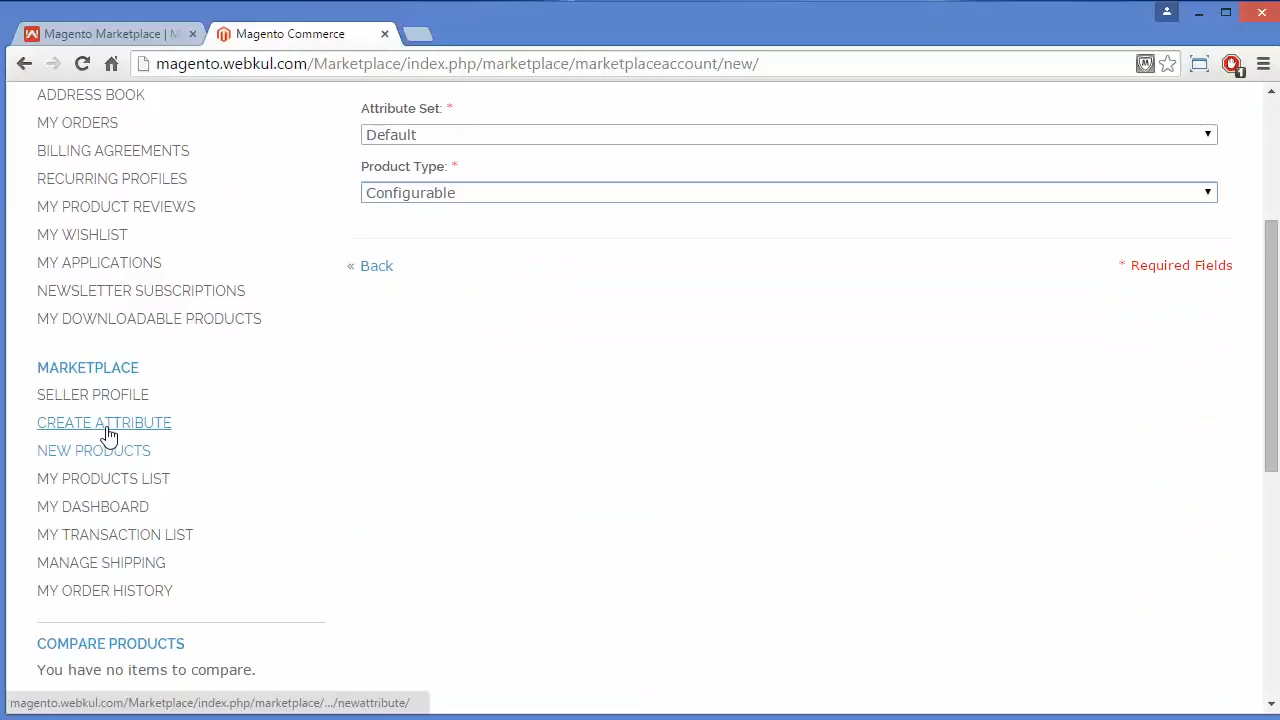 Magento Marketplace | M
Magento Commerce
magento.webkul.com/Marketplace/index.php/marketplace/marketplaceaccount/new/
1
ADDRESS BOOK
MY ORDERS
BILLING AGREEMENTS
RECURRING PROFILES
MY PRODUCT REVIEWS
MY WISHLIST
MY APPLICATIONS
NEWSLETTER SUBSCRIPTIONS
MY DOWNLOADABLE PRODUCTS
MARKETPLACE
SELLER PROFILE
CREATE ATTRIBUTE
NEW PRODUCTS
MY PRODUCTS LIST
MY DASHBOARD
MY TRANSACTION LIST
MANAGE SHIPPING
MY ORDER HISTORY
COMPARE PRODUCTS
You have no items to compare.
Attribute Set: *
Default
Product Type: *
Configurable
« Back
* Required Fields
magento.webkul.com/Marketplace/index.php/marketplace/.../newattribute/